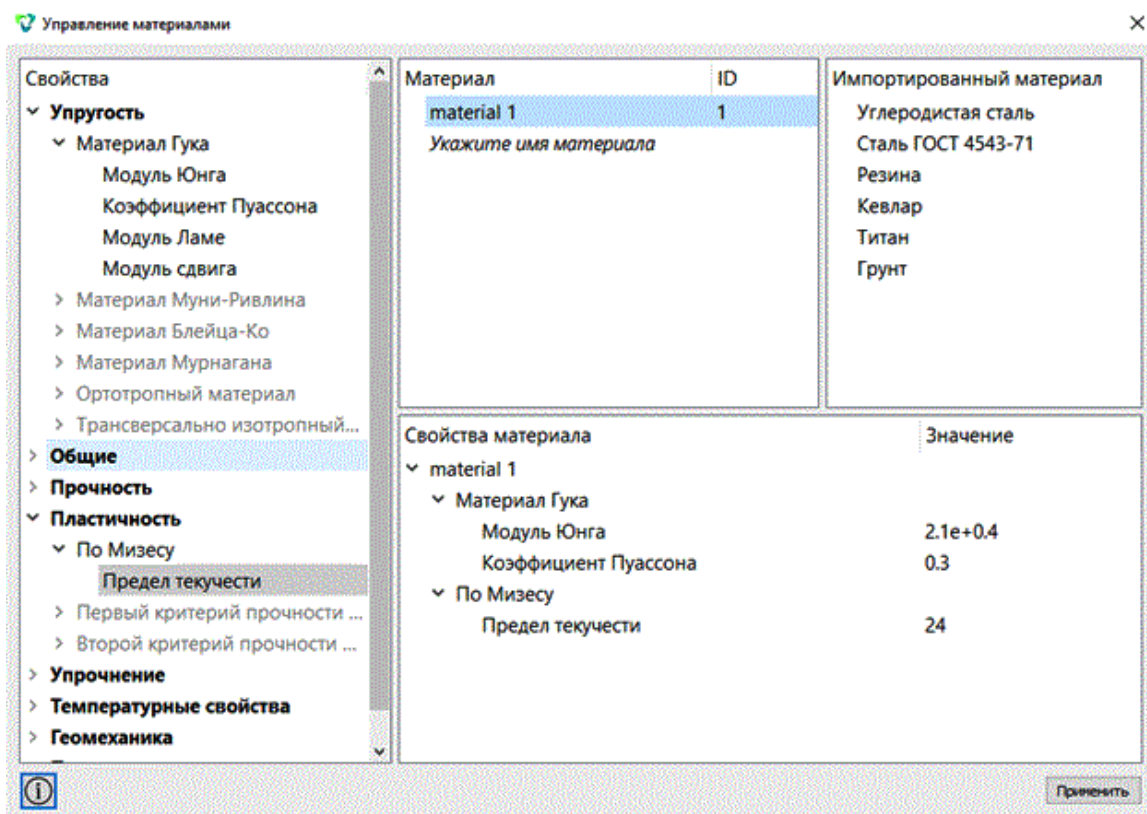 Управление материалами
Свойства
Упругость
Материал Гука
Модуль Юнга
Коэффициент Пуассона
Модуль Ламе
Модуль сдвига
Материал Муни-Ривлина
Материал Блейца-Ко
Материал Мурнагана
Ортотропный материал
Трансверсально изотропный...
Общие
Прочность
Пластичность
По Мизесу
Предел текучести
Первый критерий прочности ...
Второй критерий прочности ...
Упрочнение
Температурные свойства
Геомеханика
Материал ID
material 1 1
Укажите имя материала
Импортированный материал
Углеродистая сталь
Сталь ГОСТ 4543-71
Резина
Кевлар
Титан
Грунт
Свойства материала Значение
material 1
Материал Гука
Модуль Юнга 2.1e+0.4
Коэффициент Пуассона 0.3
По Мизесу
Предел текучести 24
Применить